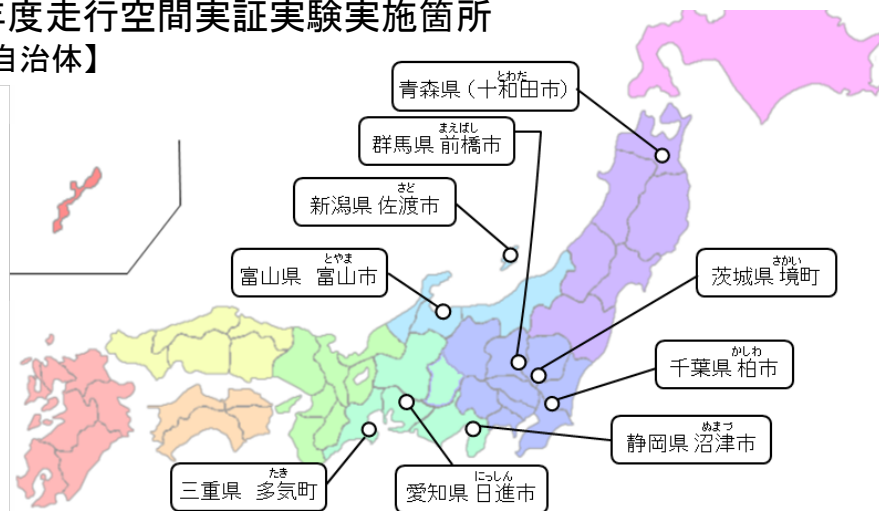 年度走行空間実証実験実施箇所
自治体】
とわだ
青森県（十和田市）
まえばし
群馬県 前橋市
さど
新潟県 佐渡市
とやま
富山県 富山市
さかい
茨城県 境町
かしわ
千葉県 柏市
ぬまづ
静岡県 沼津市
たき
三重県 多気町
にっしん
愛知県 日進市